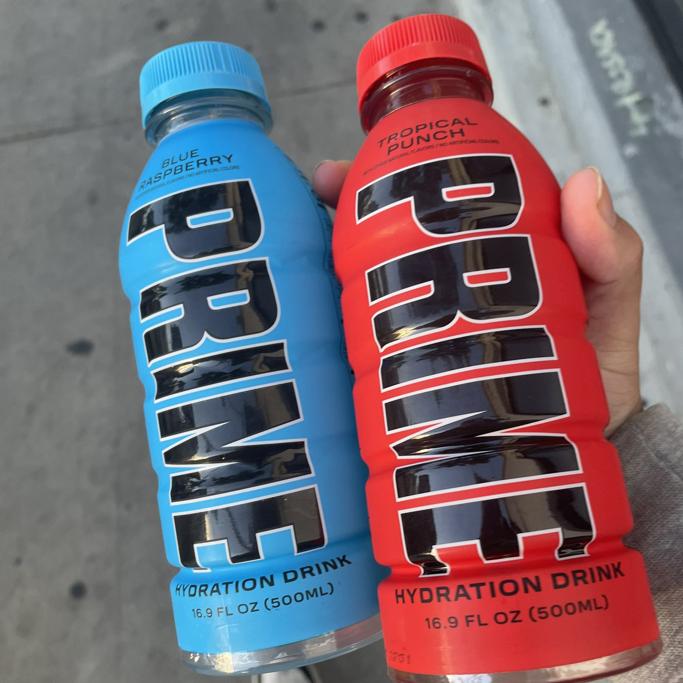 BLUE
RASPBERRY
PRIME
HYDRATION DRINK
16.9 FL OZ (500ML)
TROPICAL
PUNCH
PRIME
HYDRATION DRINK
16.9 FL OZ (500ML)